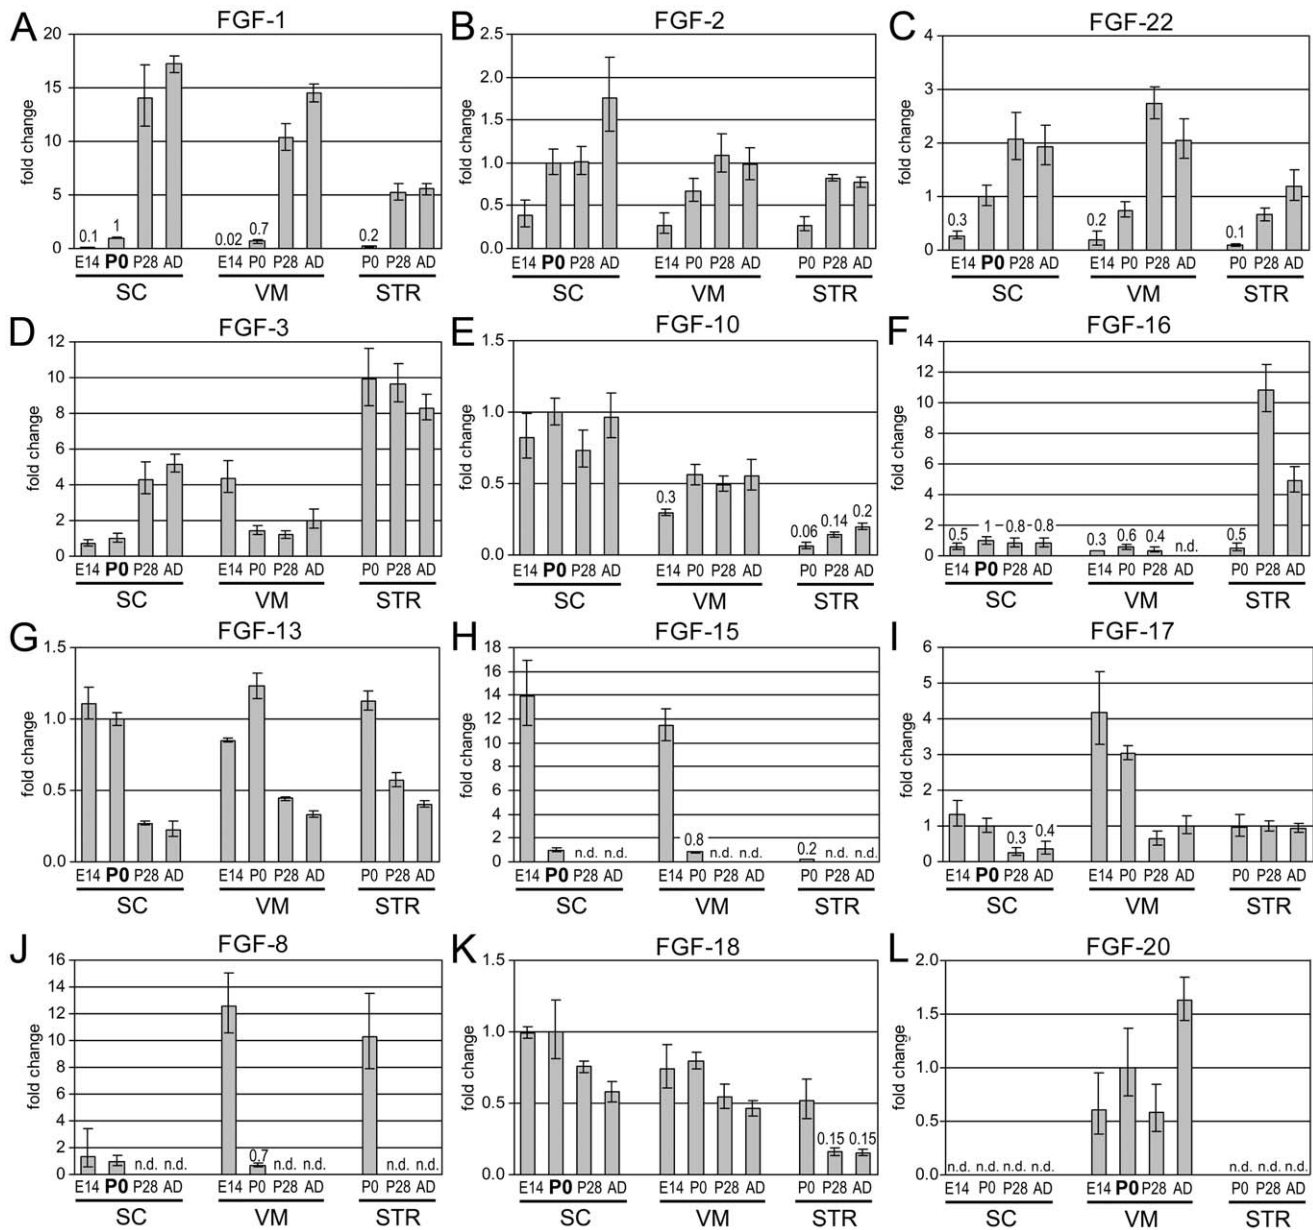 A FGF-1
20
15
10
5
0
fold change
0.1 1 0.02 0.7 0.2
E14 P0 P28 AD E14 P0 P28 AD P0 P28 AD
SC VM STR
B FGF-2
2.5
2.0
1.5
1.0
0.5
0.0
fold change
E14 P0 P28 AD E14 P0 P28 AD P0 P28 AD
SC VM STR
C FGF-22
4
3
2
1
0
fold change
0.3 0.2 0.1
E14 P0 P28 AD E14 P0 P28 AD P0 P28 AD
SC VM STR
D FGF-3
12
10
8
6
4
2
0
fold change
E14 P0 P28 AD E14 P0 P28 AD P0 P28 AD
SC VM STR
E FGF-10
1.5
1.0
0.5
0.0
fold change
0.3 0.06 0.14 0.2
E14 P0 P28 AD E14 P0 P28 AD P0 P28 AD
SC VM STR
F FGF-16
14
12
10
8
6
4
2
0
fold change
0.5 1 0.8 0.8 0.3 0.6 0.4 n.d. 0.5
E14 P0 P28 AD E14 P0 P28 AD P0 P28 AD
SC VM STR
G FGF-13
1.5
1.0
0.5
0.0
fold change
E14 P0 P28 AD E14 P0 P28 AD P0 P28 AD
SC VM STR
H FGF-15
18
16
14
12
10
8
6
4
2
0
fold change
n.d. n.d. 0.8 n.d. n.d. 0.2 n.d. n.d.
E14 P0 P28 AD E14 P0 P28 AD P0 P28 AD
SC VM STR
I FGF-17
6
5
4
3
2
1
0
fold change
0.3 0.4
E14 P0 P28 AD E14 P0 P28 AD P0 P28 AD
SC VM STR
J FGF-8
16
14
12
10
8
6
4
2
0
fold change
n.d. n.d. 0.7 n.d. n.d. n.d. n.d.
E14 P0 P28 AD E14 P0 P28 AD P0 P28 AD
SC VM STR
K FGF-18
1.5
1.0
0.5
0.0
fold change
0.15 0.15
E14 P0 P28 AD E14 P0 P28 AD P0 P28 AD
SC VM STR
L FGF-20
2.0
1.5
1.0
0.5
0.0
fold change
n.d. n.d. n.d. n.d. n.d. n.d. n.d. n.d.
E14 P0 P28 AD E14 P0 P28 AD P0 P28 AD
SC VM STR